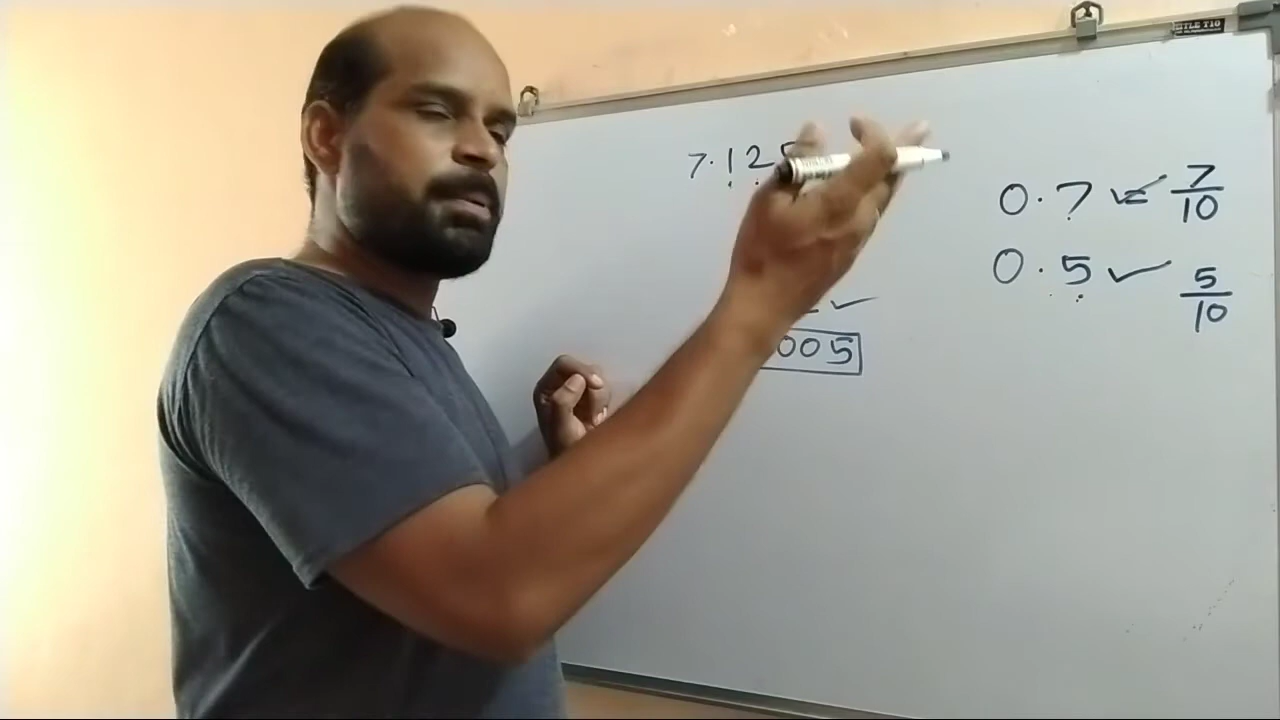 7.125
0.7 ✓ 7/10
0.5 ✓ 5/10
✓
005